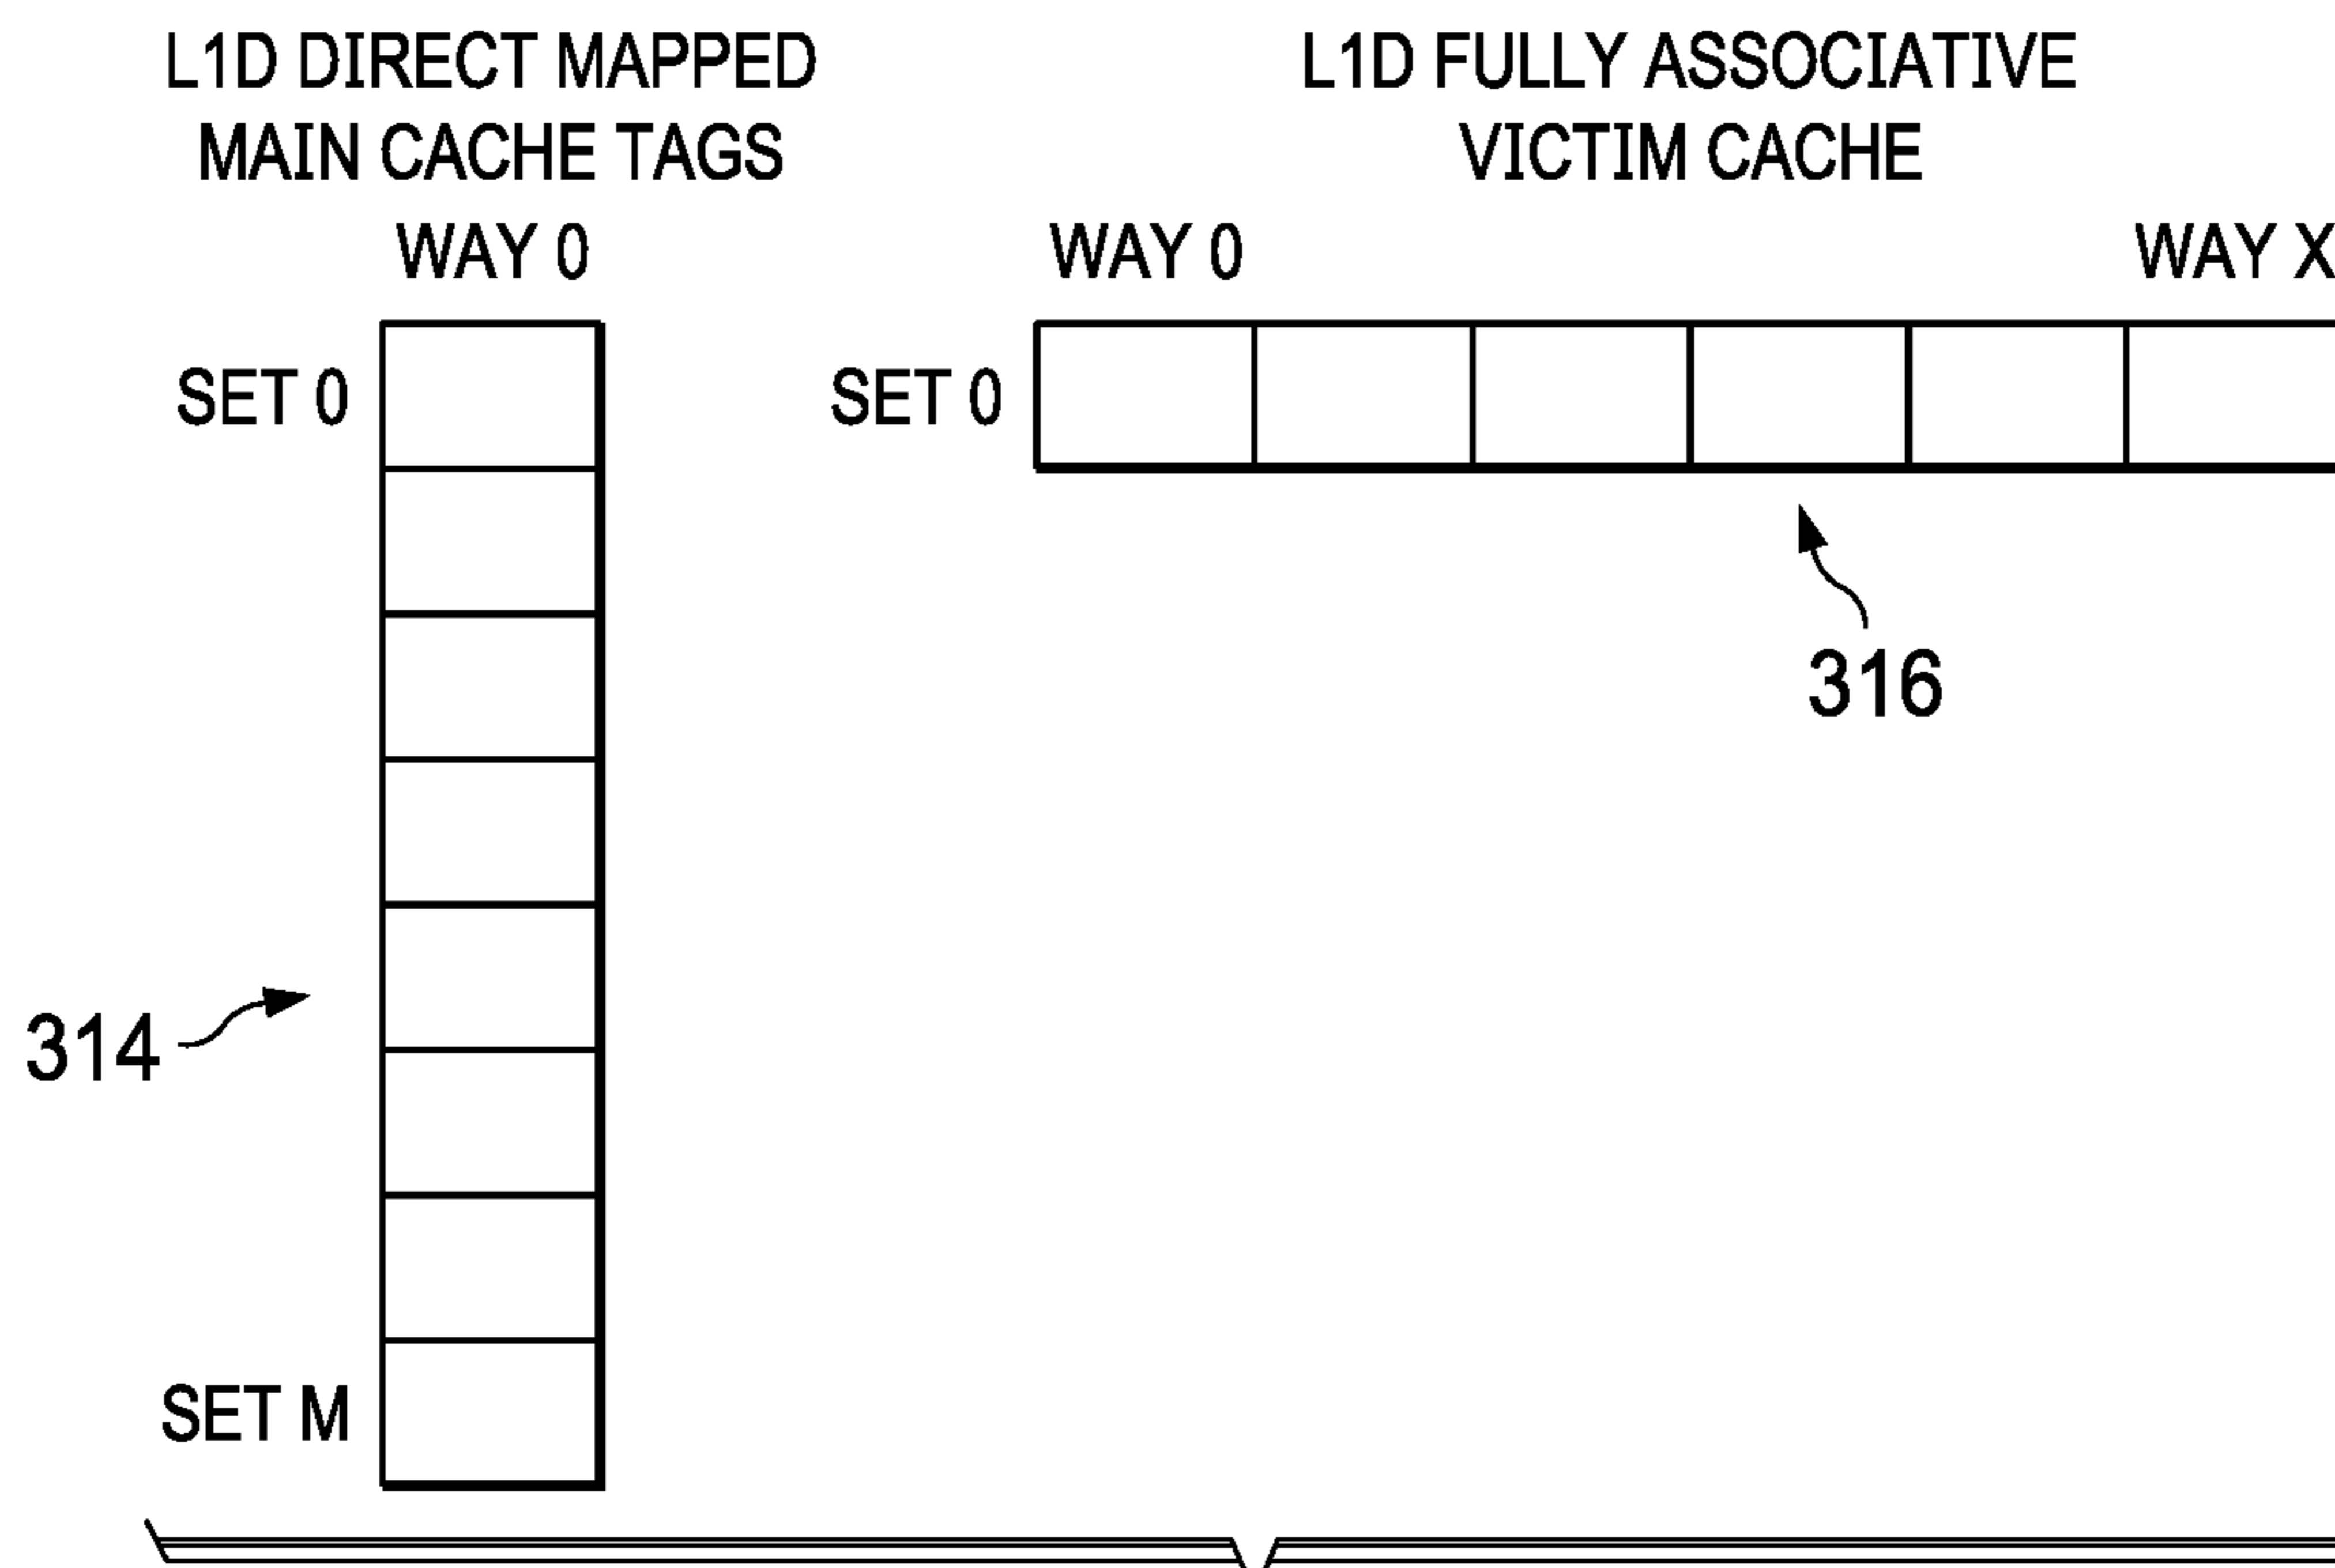 L1D DIRECT MAPPED
MAIN CACHE TAGS
WAY 0
SET 0
314
SET M
L1D FULLY ASSOCIATIVE
VICTIM CACHE
WAY 0
WAY X
SET 0
316